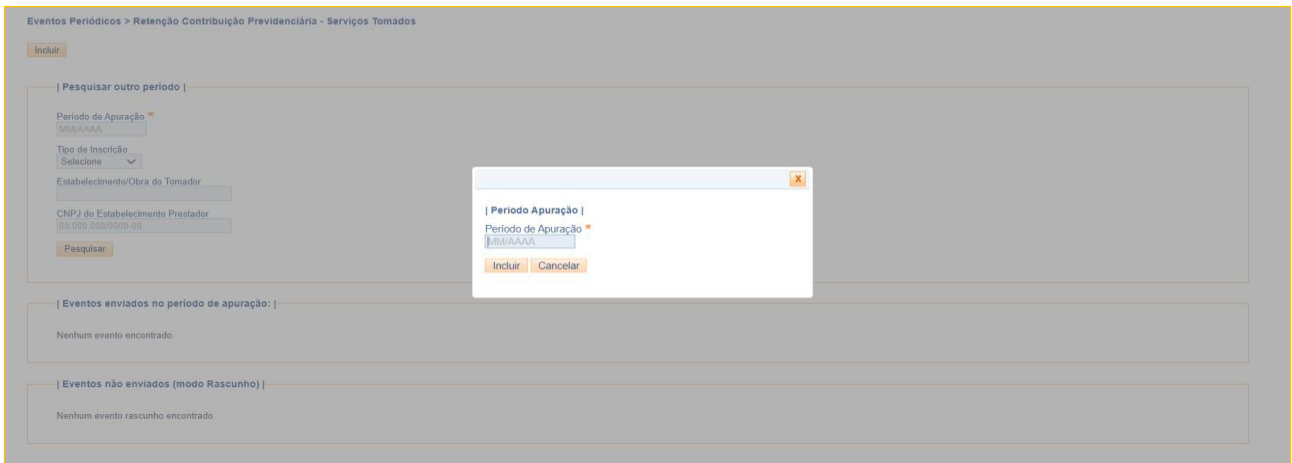 Eventos Periódicos > Retenção Contribuição Previdenciária - Serviços Tomados
Incluir
| Pesquisar outro período |
Período de Apuração *
MM/AAAA
Tipo de Inscrição
Selecione
Estabelecimento/Obra do Tomador
CNPJ do Estabelecimento Prestador
00.000.000/0000-00
Pesquisar
X
| Período Apuração |
Período de Apuração *
MM/AAAA
Incluir Cancelar
| Eventos enviados no período de apuração: |
Nenhum evento encontrado.
| Eventos não enviados (modo Rascunho) |
Nenhum evento rascunho encontrado.